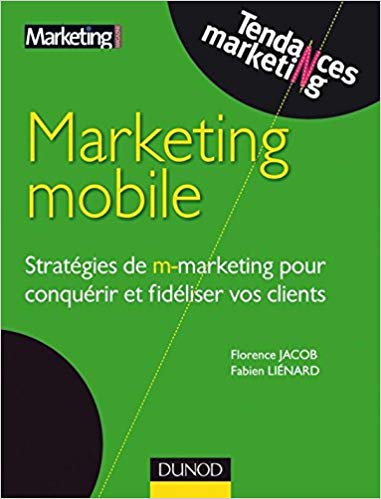 Marketing
MAGAZINE
Tendances
marketing
Marketing
mobile
Stratégies de m-marketing pour
conquérir et fidéliser vos clients
Florence JACOB
Fabien LIÉNARD
DUNOD